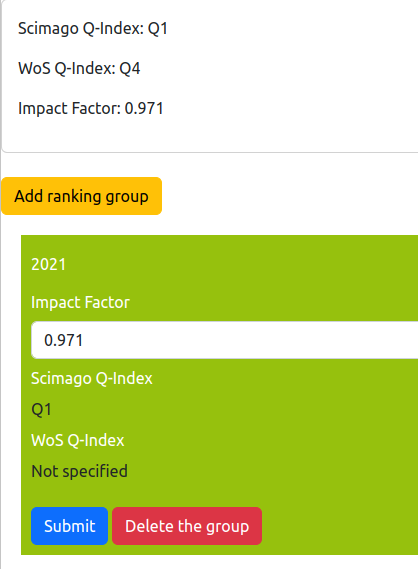 Scimago Q-Index: Q1
WoS Q-Index: Q4
Impact Factor: 0.971
Add ranking group
2021
Impact Factor
0.971
Scimago Q-Index
Q1
WoS Q-Index
Not specified
Submit Delete the group